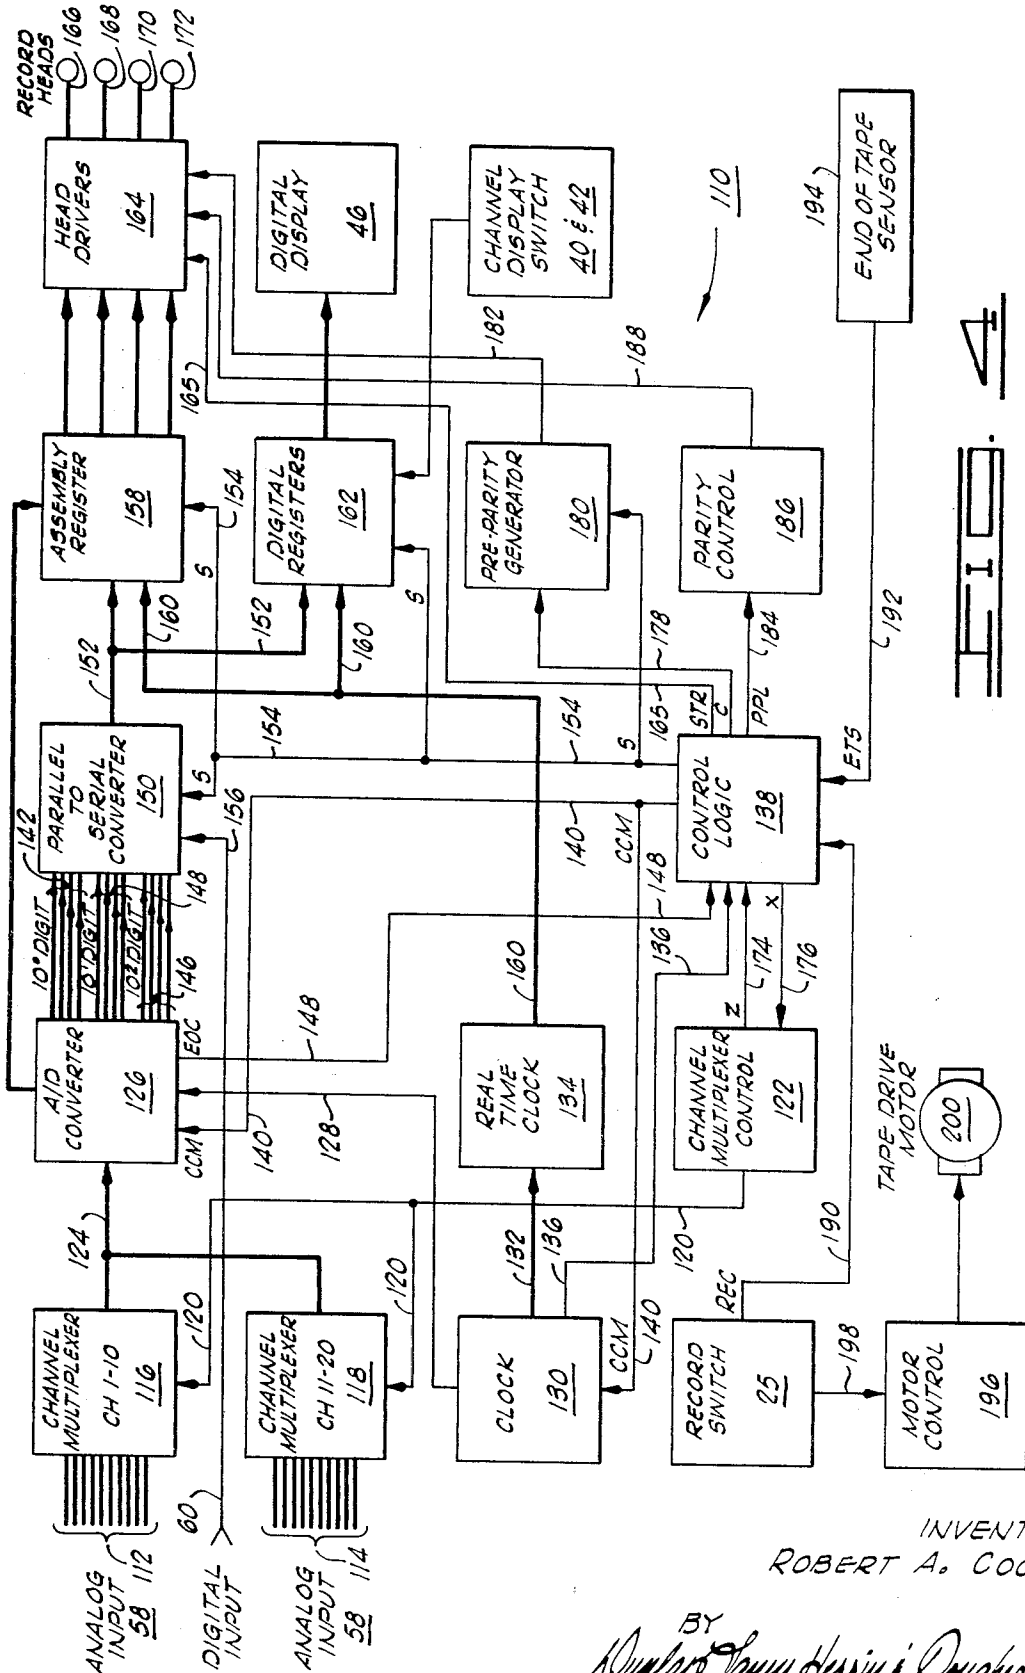 RECORD
HEADS
166
168
170
172
HEAD
DRIVERS
164
DIGITAL
DISPLAY
46
CHANNEL
DISPLAY
SWITCH
40 & 42
110
194
END OF TAPE
SENSOR
165
182
188
192
ASSEMBLY
REGISTER
158
DIGITAL
REGISTERS
162
PRE-PARITY
GENERATOR
180
PARITY
CONTROL
186
154
S
S
160
152
160
178
184
152
165
154
154
S
STR
C
PPL
ETS
PARALLEL
TO
SERIAL
CONVERTER
150
142
S
156
140
CCM
148
CONTROL
LOGIC
138
148
10° DIGIT
10' DIGIT
10² DIGIT
146
136
Z
174
X
176
160
A/D
CONVERTER
126
EOC
CCM
148
140
128
REAL
TIME
CLOCK
134
CHANNEL
MULTIPLEXER
CONTROL
122
TAPE DRIVE
MOTOR
200
124
120
120
132
136
120
190
CHANNEL
MULTIPLEXER
CH 1-10
116
CHANNEL
MULTIPLEXER
CH 11-20
118
CLOCK
130
CCM
140
RECORD
SWITCH
25
REC
198
MOTOR
CONTROL
196
ANALOG
INPUT
58
112
60
DIGITAL
INPUT
ANALOG
INPUT
58
114
FIG. 4
ROBERT A.
BY